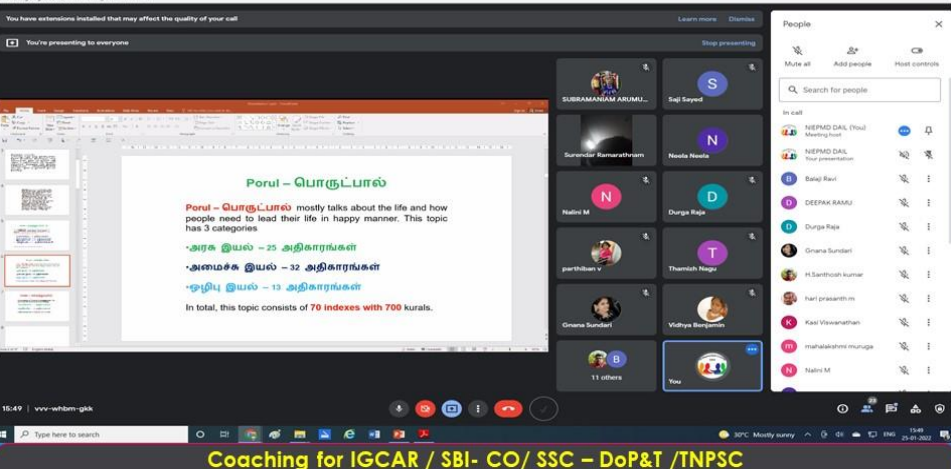 You have extensions installed that may affect the quality of your call
Learn more Dismiss
You're presenting to everyone
Stop presenting
Porul – பொருட்பால்
Porul – பொருட்பால் mostly talks about the life and how
people need to lead their life in happy manner. This topic
has 3 categories
•அரசு இயல் – 25 அதிகாரங்கள்
•அமைச்சு இயல் – 32 அதிகாரங்கள்
•ஒழிபு இயல் – 13 அதிகாரங்கள்
In total, this topic consists of 70 indexes with 700 kurals.
SUBRAMANIAM ARUMU...
S
Saji Sayed
Surendar Ramarathnam
N
Neela Neela
N
Nalini M
D
Durga Raja
parthiban v
T
Thamizh Nagu
Gnana Sundari
Vidhya Benjamin
B
11 others
You
People
Mute all Add people Host controls
Search for people
In call
NIEPMD DAIL (You)
Meeting host
NIEPMD DAIL
Your presentation
B Balaji Ravi
D DEEPAK RAMU
D Durga Raja
Gnana Sundari
H.Santhosh kumar
hari prasanth m
K Kasi Viswanathan
m mahalakshmi muruga
N Nalini M
15:49 | vvv-whbm-gkk
Type here to search
30°C Mostly sunny
ENG
15:49
25-01-2022
Coaching for IGCAR / SBI- CO/ SSC – DoP&T /TNPSC